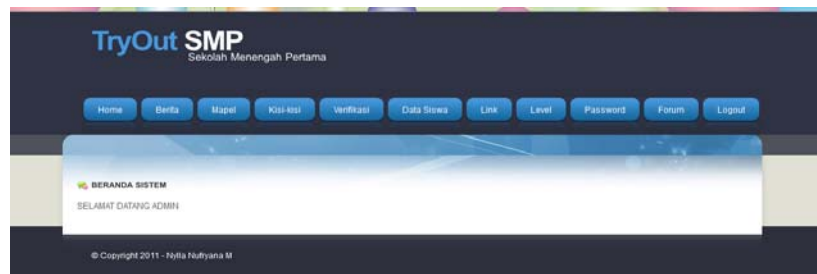 TryOut SMP
Sekolah Menengah Pertama
Home Berita Mapel Kisi-kisi Verifikasi Data Siswa Link Level Password Forum Logout
BERANDA SISTEM
SELAMAT DATANG ADMIN
© Copyright 2011 - Nylla Nufryana M